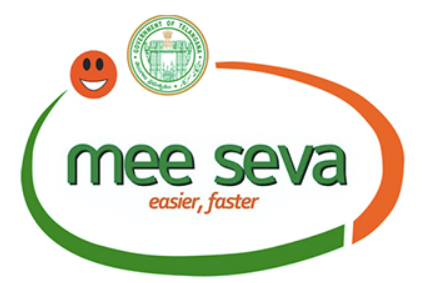 GOVERNMENT OF TELANGANA
mee seva
easier, faster